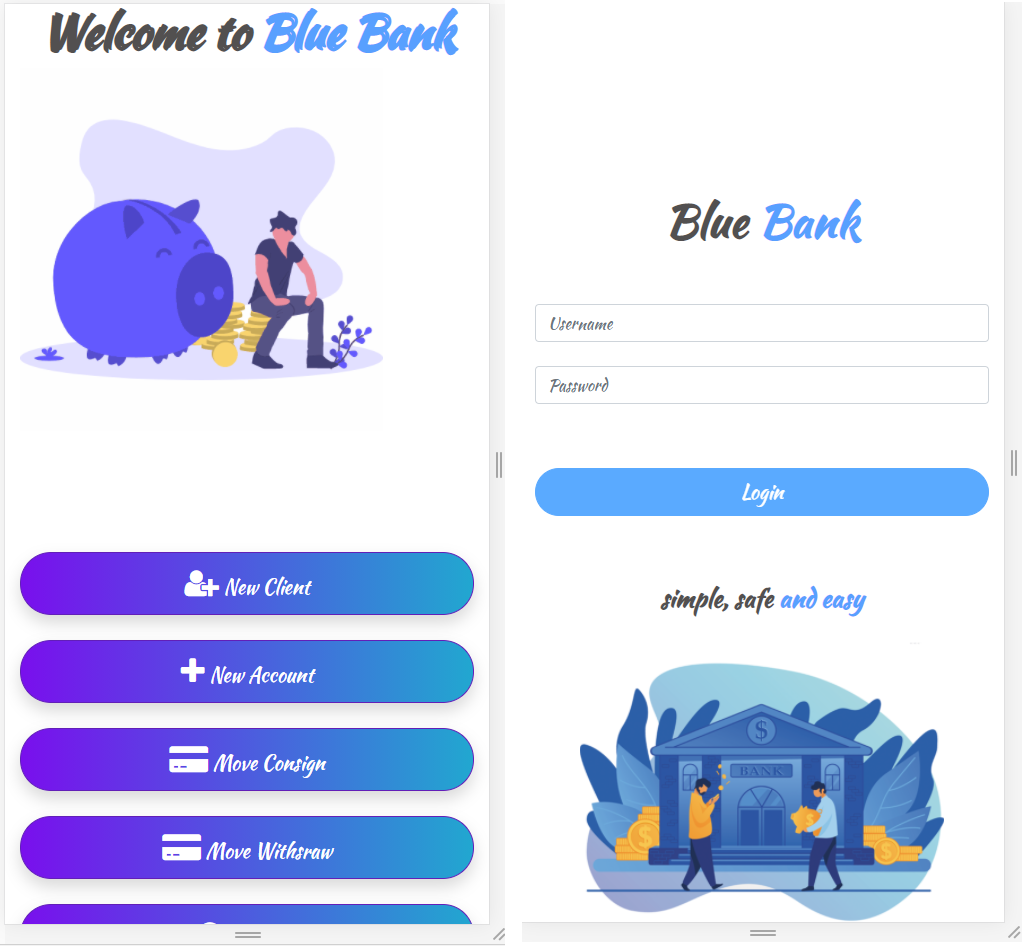 Welcome to Blue Bank
New Client
New Account
Move Consign
Move Withsraw
Blue Bank
Username
Password
Login
simple, safe and easy
$
BANK
$
$
$